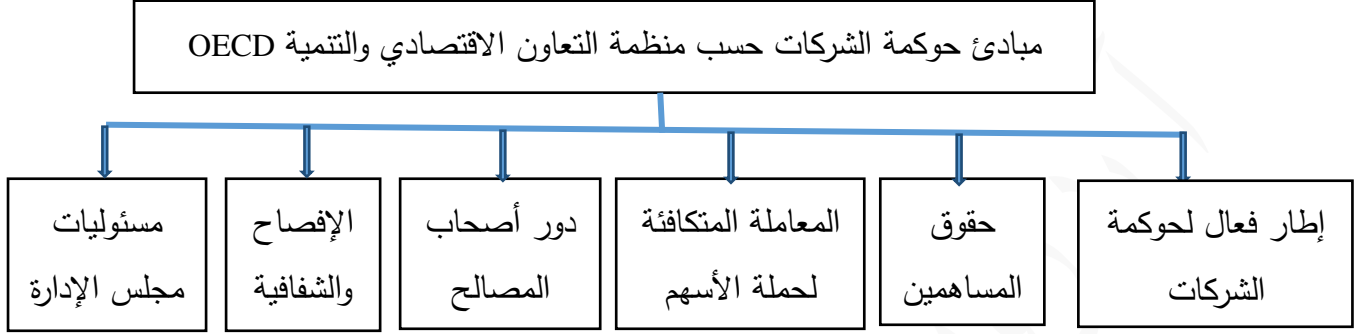 مبادئ حوكمة الشركات حسب منظمة التعاون الاقتصادي والتنمية OECD
إطار فعال لحوكمة
الشركات
حقوق
المساهمين
المعاملة المتكافئة
لحملة الأسهم
دور أصحاب
المصالح
الإفصاح
والشفافية
مسئوليات
مجلس الإدارة